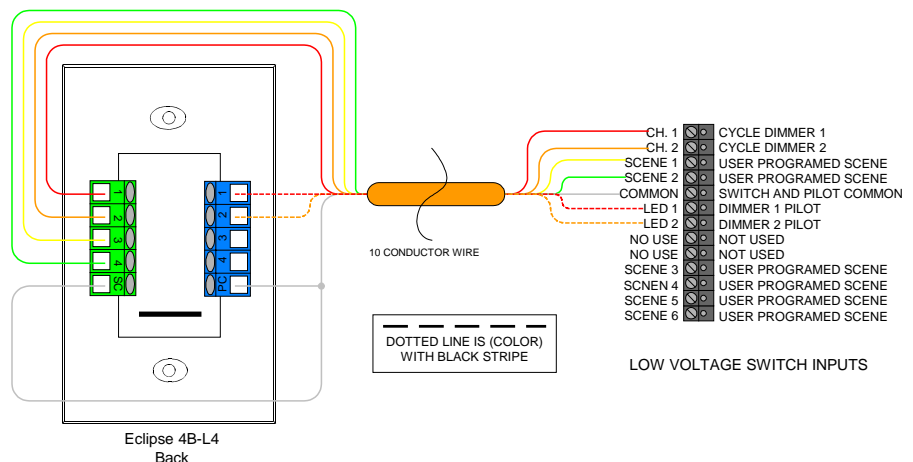 1
2
3
4
SC
1
2
3
4
PC
10 CONDUCTOR WIRE
CH. 1 CYCLE DIMMER 1
CH. 2 CYCLE DIMMER 2
SCENE 1 USER PROGRAMED SCENE
SCENE 2 USER PROGRAMED SCENE
COMMON SWITCH AND PILOT COMMON
LED 1 DIMMER 1 PILOT
LED 2 DIMMER 2 PILOT
NO USE NOT USED
NO USE NOT USED
SCENE 3 USER PROGRAMED SCENE
SCNEN 4 USER PROGRAMED SCENE
SCENE 5 USER PROGRAMED SCENE
SCENE 6 USER PROGRAMED SCENE
DOTTED LINE IS (COLOR)
WITH BLACK STRIPE
LOW VOLTAGE SWITCH INPUTS
Eclipse 4B-L4
Back